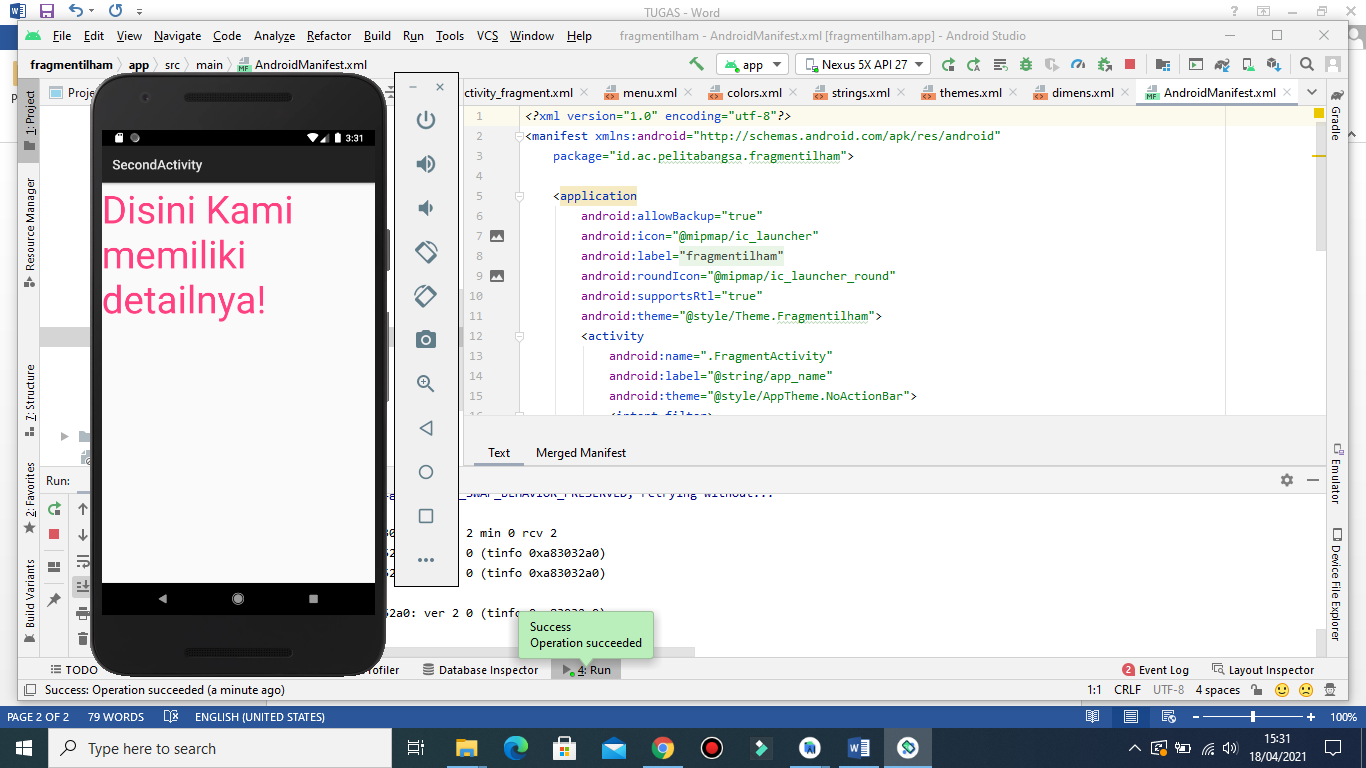 TUGAS - Word
File Edit View Navigate Code Analyze Refactor Build Run Tools VCS Window Help fragmentilham - AndroidManifest.xml [fragmentilham.app] - Android Studio
fragmentilham app src main AndroidManifest.xml app Nexus 5X API 27
1: Project
Resource Manager
7: Structure
2: Favorites
Build Variants
Proje
3:31
SecondActivity
Disini Kami
memiliki
detailnya!
ctivity_fragment.xml menu.xml colors.xml strings.xml themes.xml dimens.xml AndroidManifest.xml
1 <?xml version="1.0" encoding="utf-8"?>
2 <manifest xmlns:android="http://schemas.android.com/apk/res/android"
3 package="id.ac.pelitabangsa.fragmentilham">
4
5 <application
6 android:allowBackup="true"
7 android:icon="@mipmap/ic_launcher"
8 android:label="fragmentilham"
9 android:roundIcon="@mipmap/ic_launcher_round"
10 android:supportsRtl="true"
11 android:theme="@style/Theme.Fragmentilham">
12 <activity
13 android:name=".FragmentActivity"
14 android:label="@string/app_name"
15 android:theme="@style/AppTheme.NoActionBar">
Text Merged Manifest
Gradle
Emulator
Device File Explorer
Run:
retrying without...
2 min 0 rcv 2
0 (tinfo 0xa83032a0)
0 (tinfo 0xa83032a0)
52a0: ver 2 0
Success
Operation succeeded
TODO ofiler Database Inspector 4: Run 2 Event Log Layout Inspector
Success: Operation succeeded (a minute ago) 1:1 CRLF UTF-8 4 spaces
PAGE 2 OF 2 79 WORDS ENGLISH (UNITED STATES) 100%
Type here to search
15:31
18/04/2021